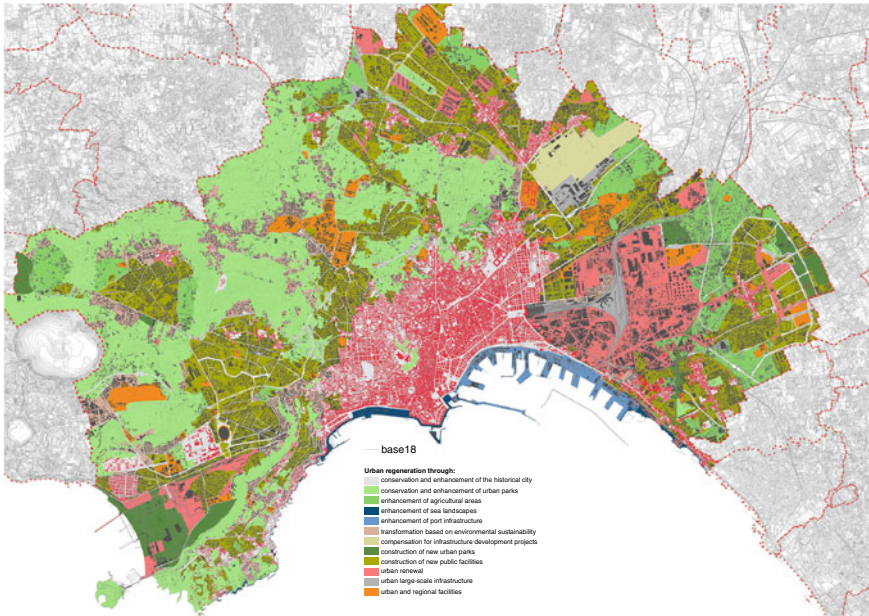 base18
Urban regeneration through:
conservation and enhancement of the historical city
conservation and enhancement of urban parks
enhancement of agricultural areas
enhancement of sea landscapes
enhancement of port infrastructure
transformation based on environmental sustainability
compensation for infrastructure development projects
construction of new urban parks
construction of new public facilities
urban renewal
urban large-scale infrastructure
urban and regional facilities